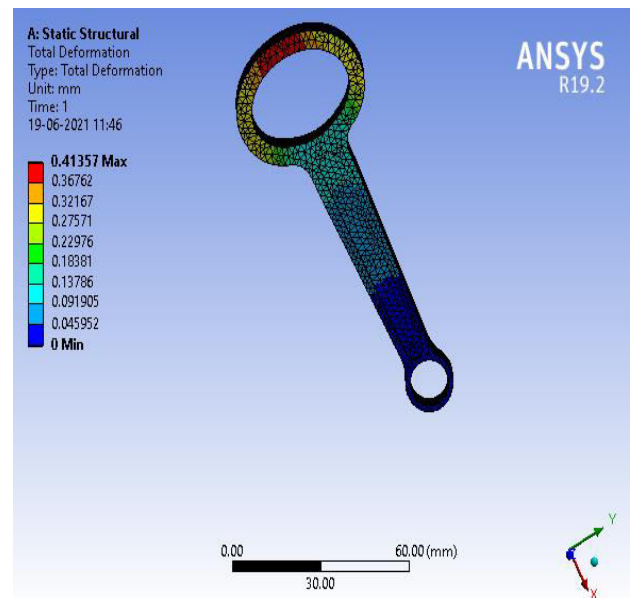 A: Static Structural
Total Deformation
Type: Total Deformation
Unit: mm
Time: 1
19-06-2021 11:46
ANSYS
R19.2
0.41357 Max
0.36762
0.32167
0.27571
0.22976
0.18381
0.13786
0.091905
0.045952
0 Min
0.00
60.00 (mm)
30.00
Y
X